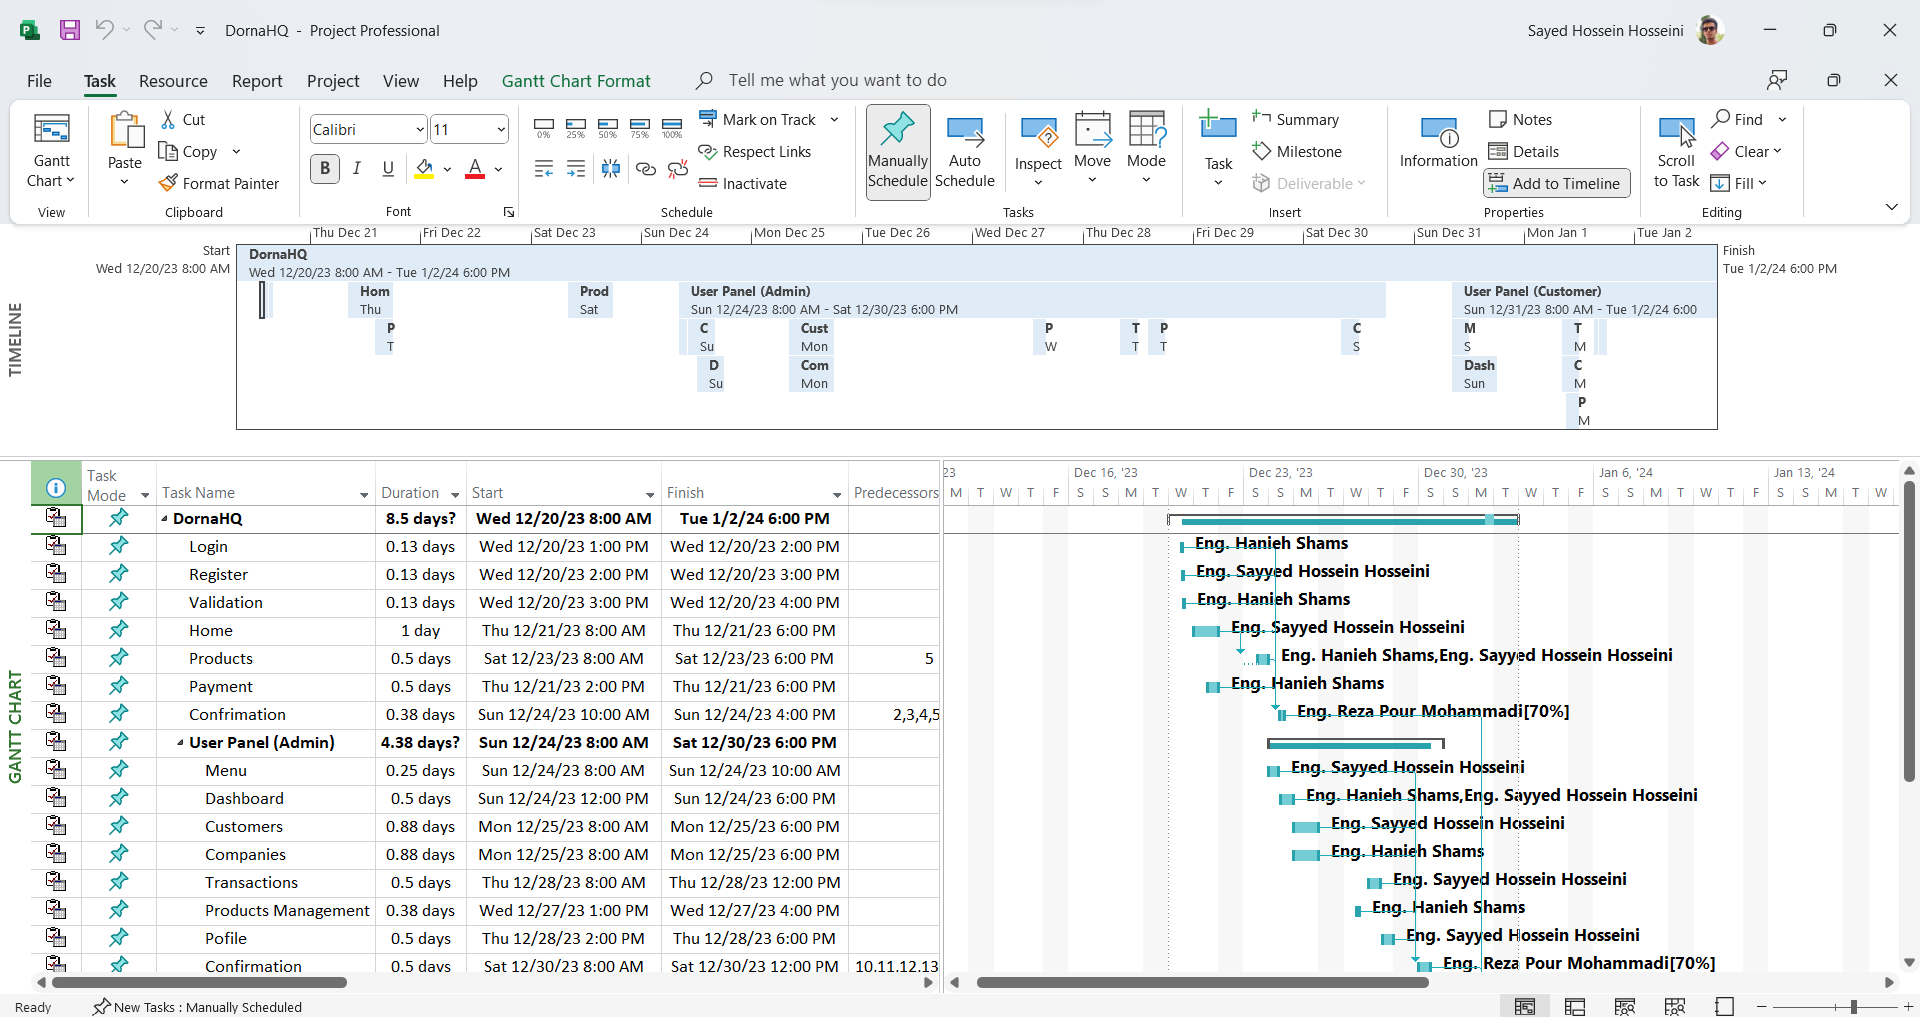 DornaHQ - Project Professional
Sayed Hossein Hosseini
File Task Resource Report Project View Help Gantt Chart Format Tell me what you want to do
Gantt Chart
View
Paste
Cut
Copy
Format Painter
Clipboard
Calibri 11
B I U A
Font
0% 25% 50% 75% 100%
Mark on Track
Respect Links
Inactivate
Schedule
Manually Schedule
Auto Schedule
Inspect
Move
Mode
Tasks
Task
Summary
Milestone
Deliverable
Insert
Information
Notes
Details
Add to Timeline
Properties
Scroll to Task
Find
Clear
Fill
Editing
TIMELINE
Thu Dec 21 Fri Dec 22 Sat Dec 23 Sun Dec 24 Mon Dec 25 Tue Dec 26 Wed Dec 27 Thu Dec 28 Fri Dec 29 Sat Dec 30 Sun Dec 31 Mon Jan 1 Tue Jan 2
Start
Wed 12/20/23 8:00 AM
Finish
Tue 1/2/24 6:00 PM
DornaHQ
Wed 12/20/23 8:00 AM - Tue 1/2/24 6:00 PM
Hom Prod User Panel (Admin) User Panel (Customer)
Thu Sat Sun 12/24/23 8:00 AM - Sat 12/30/23 6:00 PM Sun 12/31/23 8:00 AM - Tue 1/2/24 6:00
P C Cust P T P C M T
T Su Mon W T T S S M
D Com Dash C
Su Mon Sun M
P
M
GANTT CHART
Task Mode Task Name Duration Start Finish Predecessors
23 Dec 16, '23 Dec 23, '23 Dec 30, '23 Jan 6, '24 Jan 13, '24
M T W T F S S M T W T F S S M T W T F S S M T W T F S S M T W T F S S M T W
DornaHQ 8.5 days? Wed 12/20/23 8:00 AM Tue 1/2/24 6:00 PM
Login 0.13 days Wed 12/20/23 1:00 PM Wed 12/20/23 2:00 PM Eng. Hanieh Shams
Register 0.13 days Wed 12/20/23 2:00 PM Wed 12/20/23 3:00 PM Eng. Sayyed Hossein Hosseini
Validation 0.13 days Wed 12/20/23 3:00 PM Wed 12/20/23 4:00 PM Eng. Hanieh Shams
Home 1 day Thu 12/21/23 8:00 AM Thu 12/21/23 6:00 PM Eng. Sayyed Hossein Hosseini
Products 0.5 days Sat 12/23/23 8:00 AM Sat 12/23/23 6:00 PM 5 Eng. Hanieh Shams,Eng. Sayyed Hossein Hosseini
Payment 0.5 days Thu 12/21/23 2:00 PM Thu 12/21/23 6:00 PM Eng. Hanieh Shams
Confrimation 0.38 days Sun 12/24/23 10:00 AM Sun 12/24/23 4:00 PM 2,3,4,5 Eng. Reza Pour Mohammadi[70%]
User Panel (Admin) 4.38 days? Sun 12/24/23 8:00 AM Sat 12/30/23 6:00 PM
Menu 0.25 days Sun 12/24/23 8:00 AM Sun 12/24/23 10:00 AM Eng. Sayyed Hossein Hosseini
Dashboard 0.5 days Sun 12/24/23 12:00 PM Sun 12/24/23 6:00 PM Eng. Hanieh Shams,Eng. Sayyed Hossein Hosseini
Customers 0.88 days Mon 12/25/23 8:00 AM Mon 12/25/23 6:00 PM Eng. Sayyed Hossein Hosseini
Companies 0.88 days Mon 12/25/23 8:00 AM Mon 12/25/23 6:00 PM Eng. Hanieh Shams
Transactions 0.5 days Thu 12/28/23 8:00 AM Thu 12/28/23 12:00 PM Eng. Sayyed Hossein Hosseini
Products Management 0.38 days Wed 12/27/23 1:00 PM Wed 12/27/23 4:00 PM Eng. Hanieh Shams
Pofile 0.5 days Thu 12/28/23 2:00 PM Thu 12/28/23 6:00 PM Eng. Sayyed Hossein Hosseini
Confirmation 0.5 days Sat 12/30/23 8:00 AM Sat 12/30/23 12:00 PM 10,11,12,13 Eng. Reza Pour Mohammadi[70%]
Ready New Tasks : Manually Scheduled